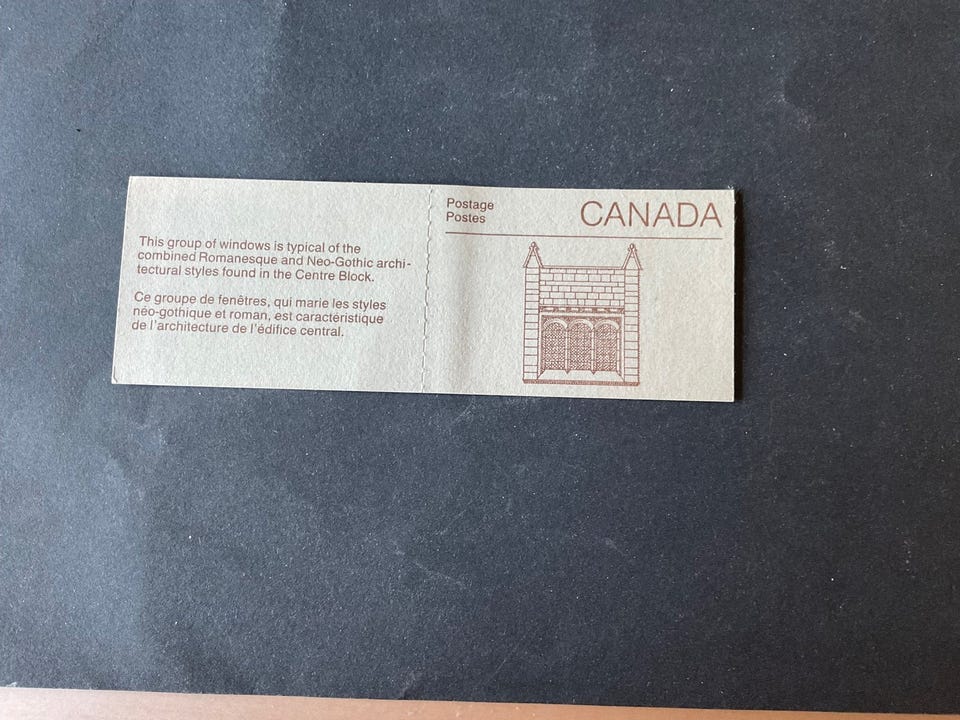 This group of windows is typical of the
combined Romanesque and Neo-Gothic archi-
tectural styles found in the Centre Block.
Ce groupe de fenêtres, qui marie les styles
néo-gothique et roman, est caractéristique
de l'architecture de l'édifice central.
Postage
Postes
CANADA